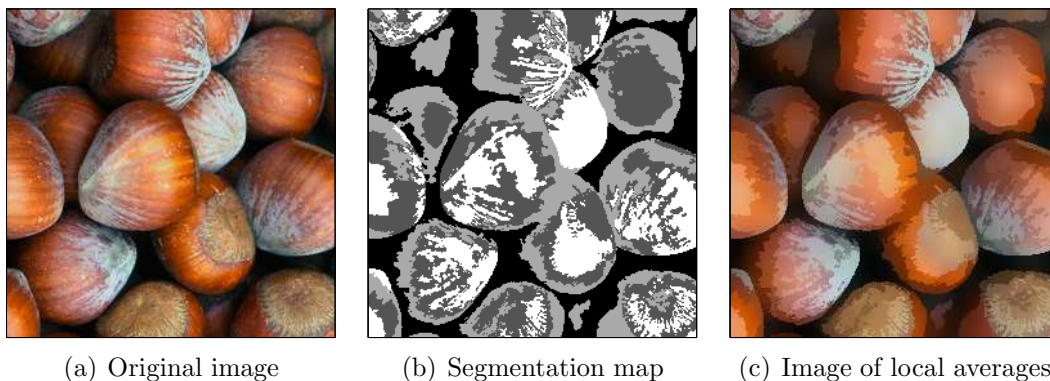 (a) Original image
(b) Segmentation map
(c) Image of local averages